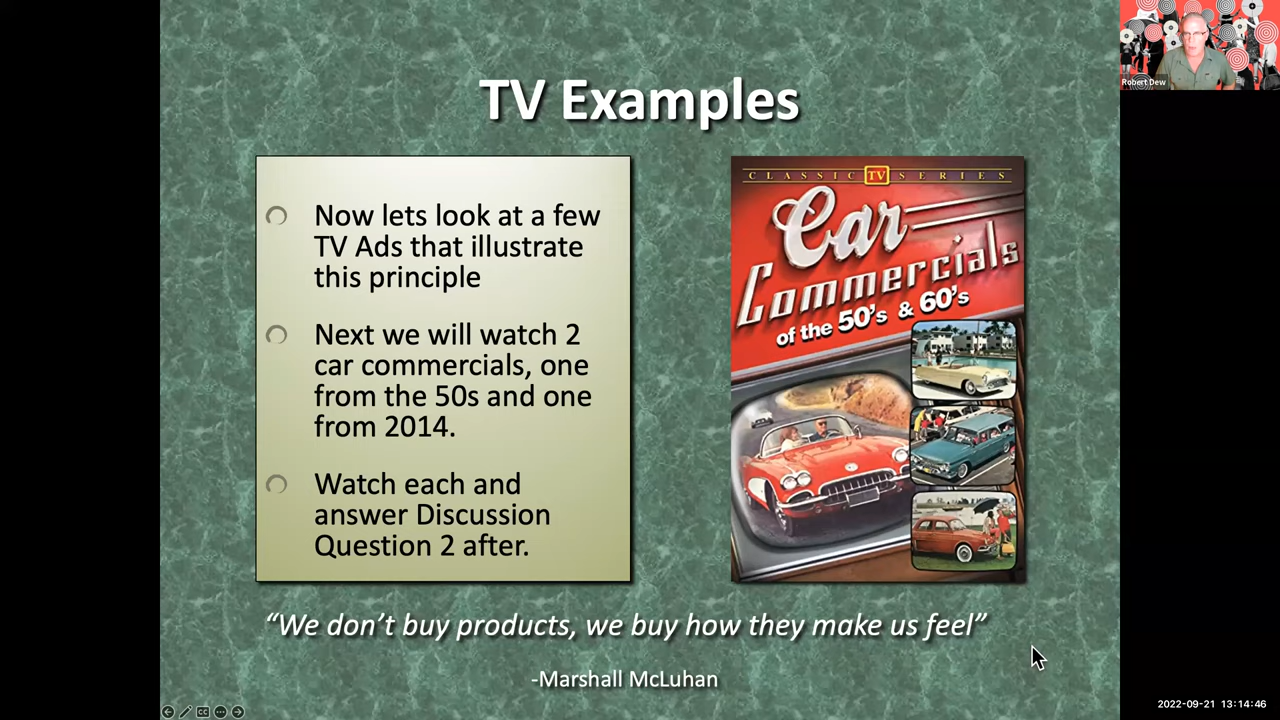 Robert Dew
TV Examples
Now lets look at a few
TV Ads that illustrate
this principle
Next we will watch 2
car commercials, one
from the 50s and one
from 2014.
Watch each and
answer Discussion
Question 2 after.
CLASSIC TV SERIES
Car
Commercials
of the 50's & 60's
“We don’t buy products, we buy how they make us feel”
-Marshall McLuhan
CC
2022-09-21 13:14:46